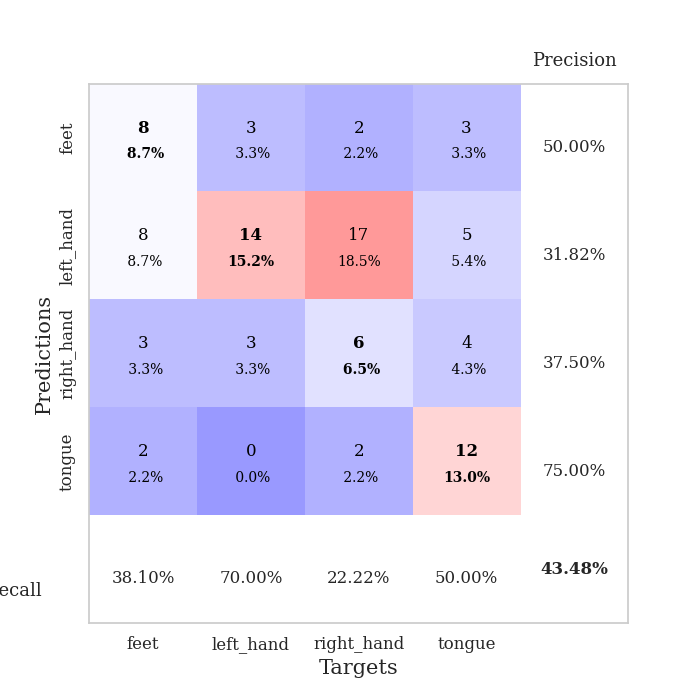 Precision
feet
8 3 2 3
8.7% 3.3% 2.2% 3.3%
50.00%
left_hand
8 14 17 5
8.7% 15.2% 18.5% 5.4%
31.82%
Predictions
right_hand
3 3 6 4
3.3% 3.3% 6.5% 4.3%
37.50%
tongue
2 0 2 12
2.2% 0.0% 2.2% 13.0%
75.00%
ecall
38.10% 70.00% 22.22% 50.00%
43.48%
feet left_hand right_hand tongue
Targets